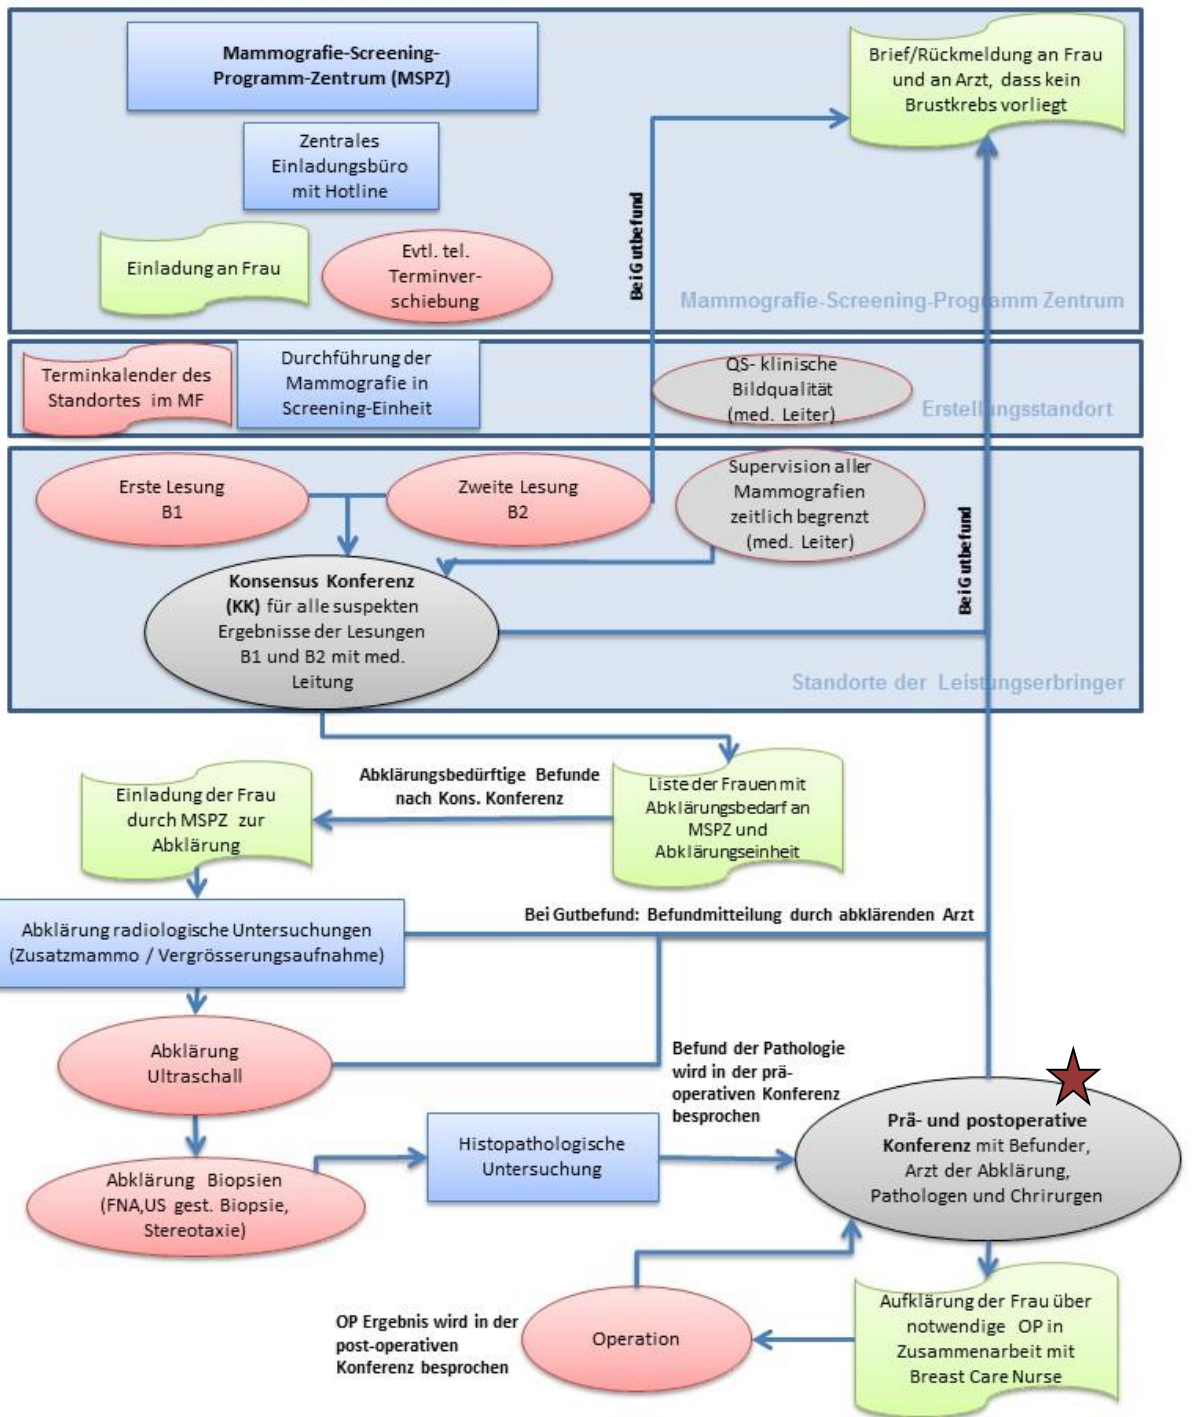 Mammografie-Screening-
Programm-Zentrum (MSPZ)
Brief/Rückmeldung an Frau
und an Arzt, dass kein
Brustkrebs vorliegt
Zentrales
Einladungsbüro
mit Hotline
Einladung an Frau
Evtl. tel.
Terminver-
schiebung
Bei Gutbefund
Mammografie-Screening-Programm Zentrum
Terminkalender des
Standortes im MF
Durchführung der
Mammografie in
Screening-Einheit
QS- klinische
Bildqualität
(med. Leiter)
Erstellungsstandort
Erste Lesung
B1
Zweite Lesung
B2
Supervision aller
Mammografien
zeitlich begrenzt
(med. Leiter)
Bei Gutbefund
Konsensus Konferenz
(KK) für alle suspekten
Ergebnisse der Lesungen
B1 und B2 mit med.
Leitung
Standorte der Leistungserbringer
Abklärungsbedürftige Befunde
nach Kons. Konferenz
Liste der Frauen mit
Abklärungsbedarf an
MSPZ und
Abklärungseinheit
Einladung der Frau
durch MSPZ zur
Abklärung
Bei Gutbefund: Befundmitteilung durch abklärenden Arzt
Abklärung radiologische Untersuchungen
(Zusatzmammo / Vergrösserungsaufnahme)
Abklärung
Ultraschall
Befund der Pathologie
wird in der prä-
operativen Konferenz
besprochen
Prä- und postoperative
Konferenz mit Befunder,
Arzt der Abklärung,
Pathologen und Chrirurgen
Histopathologische
Untersuchung
Abklärung Biopsien
(FNA,US gest. Biopsie,
Stereotaxie)
OP Ergebnis wird in der
post-operativen
Konferenz besprochen
Operation
Aufklärung der Frau über
notwendige OP in
Zusammenarbeit mit
Breast Care Nurse